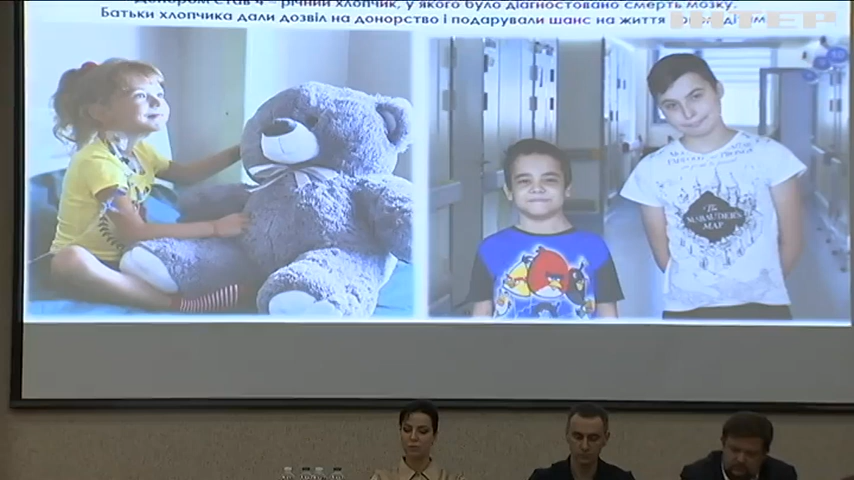 Донором став 4 – річний хлопчик, у якого було діагностовано смерть мозку.
Батьки хлопчика дали дозвіл на донорство і подарували шанс на життя дітям
ІНТЕР
The
MARAUDER'S
MAP